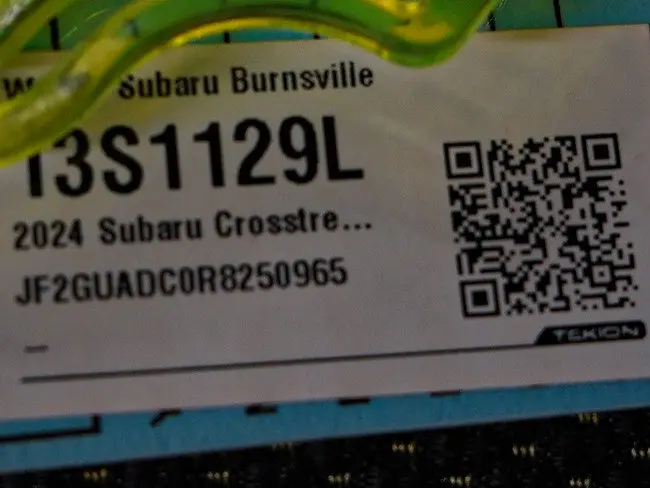 Subaru Burnsville
13S1129L
2024 Subaru Crosstre...
JF2GUADC0R8250965
–
TEKION